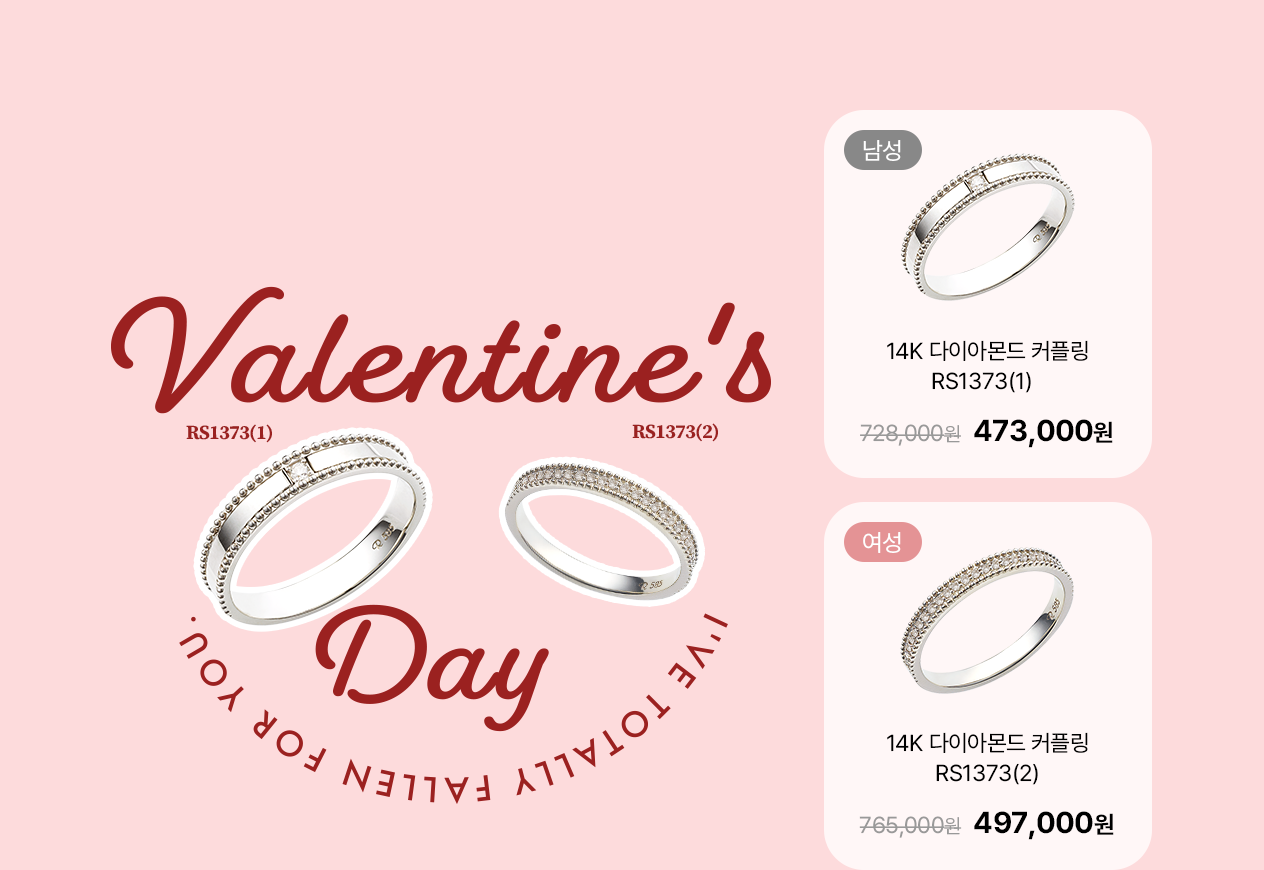 Valentine's
RS1373(1)
RS1373(2)
585
Day
I'VE TOTALLY FALLEN FOR YOU.
남성
14K 다이아몬드 커플링
RS1373(1)
728,000원 473,000원
여성
585
14K 다이아몬드 커플링
RS1373(2)
765,000원 497,000원